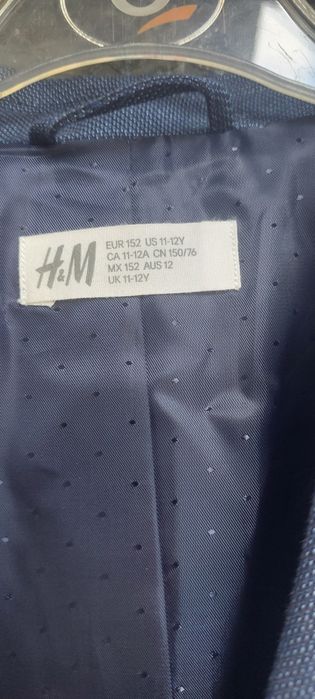 H&M
EUR 152 US 11-12Y
CA 11-12A CN 150/76
MX 152 AUS 12
UK 11-12Y